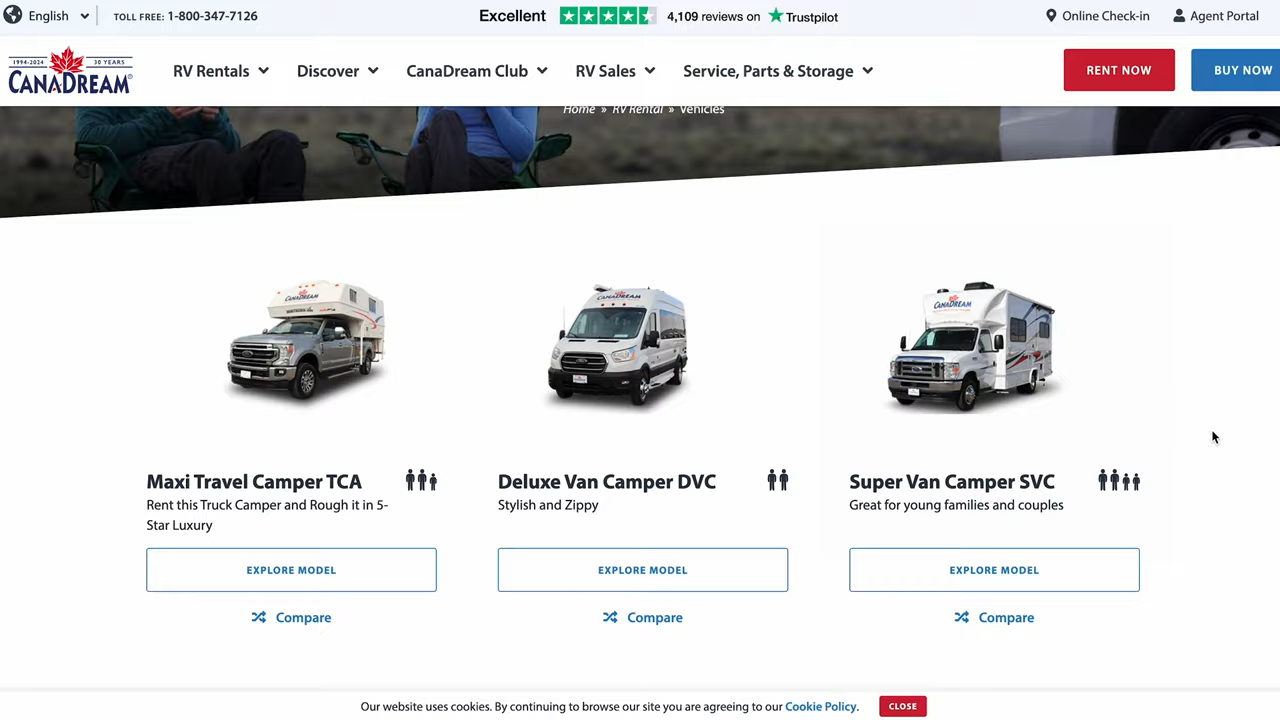 English
TOLL FREE: 1-800-347-7126
Excellent
4,109 reviews on
Trustpilot
Online Check-in
Agent Portal
1994-2024 30 YEARS
CANADREAM
RV Rentals
Discover
CanaDream Club
RV Sales
Service, Parts & Storage
RENT NOW
BUY NOW
Home » RV Rental » Vehicles
CANADREAM
CANADREAM
CANADREAM
Maxi Travel Camper TCA
Rent this Truck Camper and Rough it in 5-
Star Luxury
EXPLORE MODEL
Compare
Deluxe Van Camper DVC
Stylish and Zippy
EXPLORE MODEL
Compare
Super Van Camper SVC
Great for young families and couples
EXPLORE MODEL
Compare
Our website uses cookies. By continuing to browse our site you are agreeing to our Cookie Policy.
CLOSE